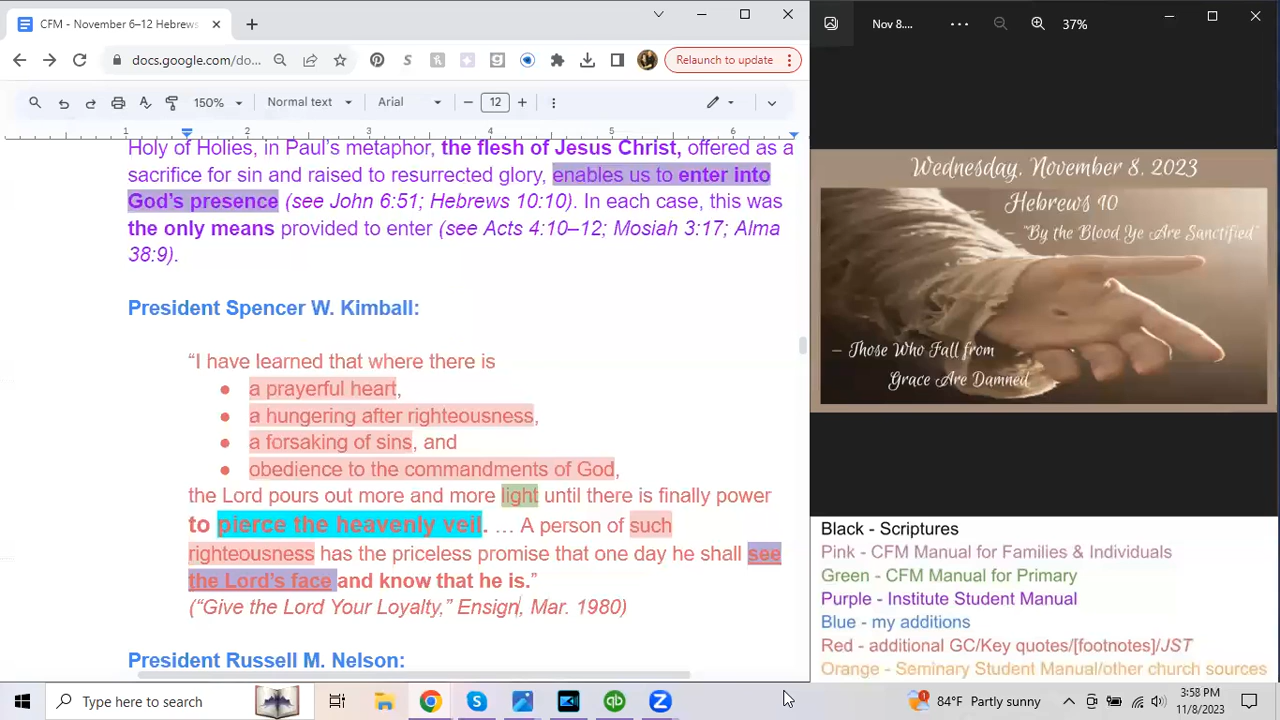 CFM - November 6–12 Hebrews
Nov 8....
37%
docs.google.com/do...
Relaunch to update
150%
Normal text
Arial
12
1 2 3 4 5 6
Holy of Holies, in Paul’s metaphor, the flesh of Jesus Christ, offered as a
sacrifice for sin and raised to resurrected glory, enables us to enter into
God’s presence (see John 6:51; Hebrews 10:10). In each case, this was
the only means provided to enter (see Acts 4:10–12; Mosiah 3:17; Alma
38:9).
President Spencer W. Kimball:
“I have learned that where there is
● a prayerful heart,
● a hungering after righteousness,
● a forsaking of sins, and
● obedience to the commandments of God,
the Lord pours out more and more light until there is finally power
to pierce the heavenly veil. … A person of such
righteousness has the priceless promise that one day he shall see
the Lord’s face and know that he is.”
(“Give the Lord Your Loyalty,” Ensign, Mar. 1980)
President Russell M. Nelson:
Wednesday, November 8, 2023
Hebrews 10
– “By the Blood Ye Are Sanctified”
– Those Who Fall from
Grace Are Damned
Black - Scriptures
Pink - CFM Manual for Families & Individuals
Green - CFM Manual for Primary
Purple - Institute Student Manual
Blue - my additions
Red - additional GC/Key quotes/[footnotes]/JST
Orange - Seminary Student Manual/other church sources
Type here to search
84°F Partly sunny
3:58 PM
11/8/2023